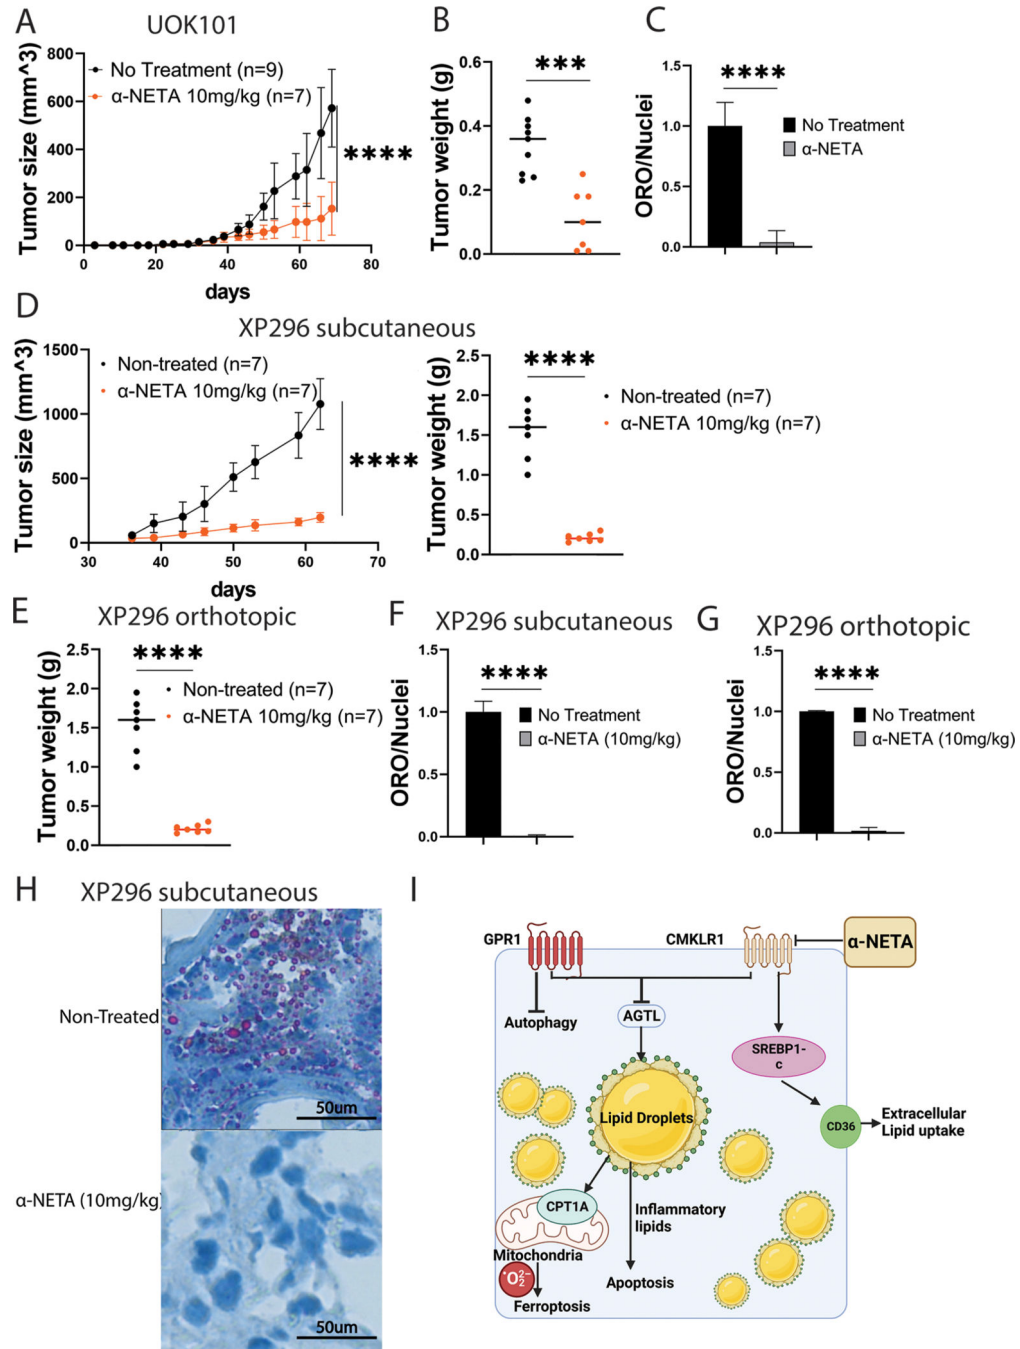 A
UOK101
Tumor size (mm^3)
800
600
400
200
0
No Treatment (n=9)
α-NETA 10mg/kg (n=7)
****
0
20
40
60
80
days
B
Tumor weight (g)
0.6
0.4
0.2
0.0
***
C
ORO/Nuclei
1.5
1.0
0.5
0.0
****
No Treatment
α-NETA
D
XP296 subcutaneous
Tumor size (mm^3)
1500
1000
500
0
Non-treated (n=7)
α-NETA 10mg/kg (n=7)
****
30
40
50
60
70
days
Tumor weight (g)
2.5
2.0
1.5
1.0
0.5
0.0
****
Non-treated (n=7)
α-NETA 10mg/kg (n=7)
E
XP296 orthotopic
Tumor weight (g)
2.5
2.0
1.5
1.0
0.5
0.0
****
Non-treated (n=7)
α-NETA 10mg/kg (n=7)
F
XP296 subcutaneous
ORO/Nuclei
1.5
1.0
0.5
0.0
****
No Treatment
α-NETA (10mg/kg)
G
XP296 orthotopic
ORO/Nuclei
1.5
1.0
0.5
0.0
****
No Treatment
α-NETA (10mg/kg)
H
XP296 subcutaneous
Non-Treated
50um
α-NETA (10mg/kg)
50um
I
GPR1
CMKLR1
α-NETA
Autophagy
AGTL
SREBP1-
c
Lipid Droplets
CD36
Extracellular
Lipid uptake
CPT1A
Inflammatory
lipids
Mitochondria
•O₂²⁻
Apoptosis
Ferroptosis